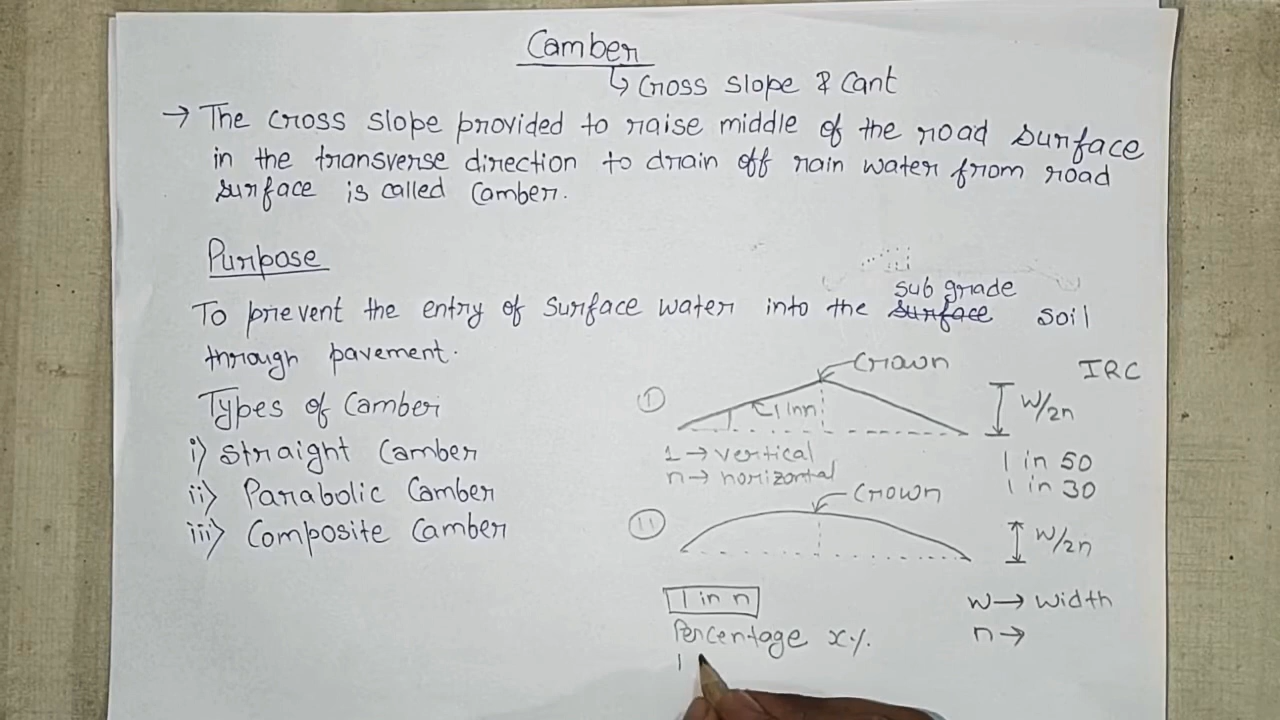 Camber
↳ Cross slope & Cant
→ The cross slope provided to raise middle of the road surface
in the transverse direction to drain off rain water from road
surface is called Camber.
Purpose
sub grade
To prevent the entry of surface water into the surface soil
through pavement.
Types of Camber
i) Straight Camber
ii) Parabolic Camber
iii) Composite Camber
Crown
IRC
I
1 in n
W/2n
1 → vertical
n → horizontal
1 in 50
1 in 30
Crown
II
W/2n
1 in n
W → width
Percentage x%
n →
1